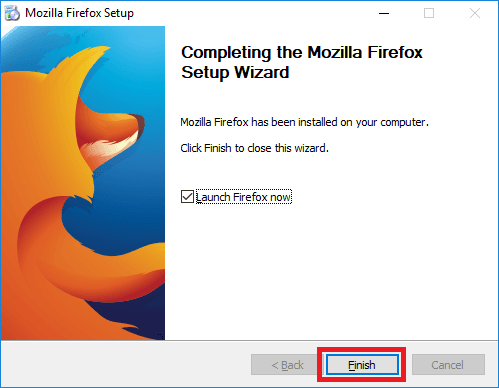 Mozilla Firefox Setup
Completing the Mozilla Firefox
Setup Wizard
Mozilla Firefox has been installed on your computer.
Click Finish to close this wizard.
Launch Firefox now
< Back
Finish
Cancel